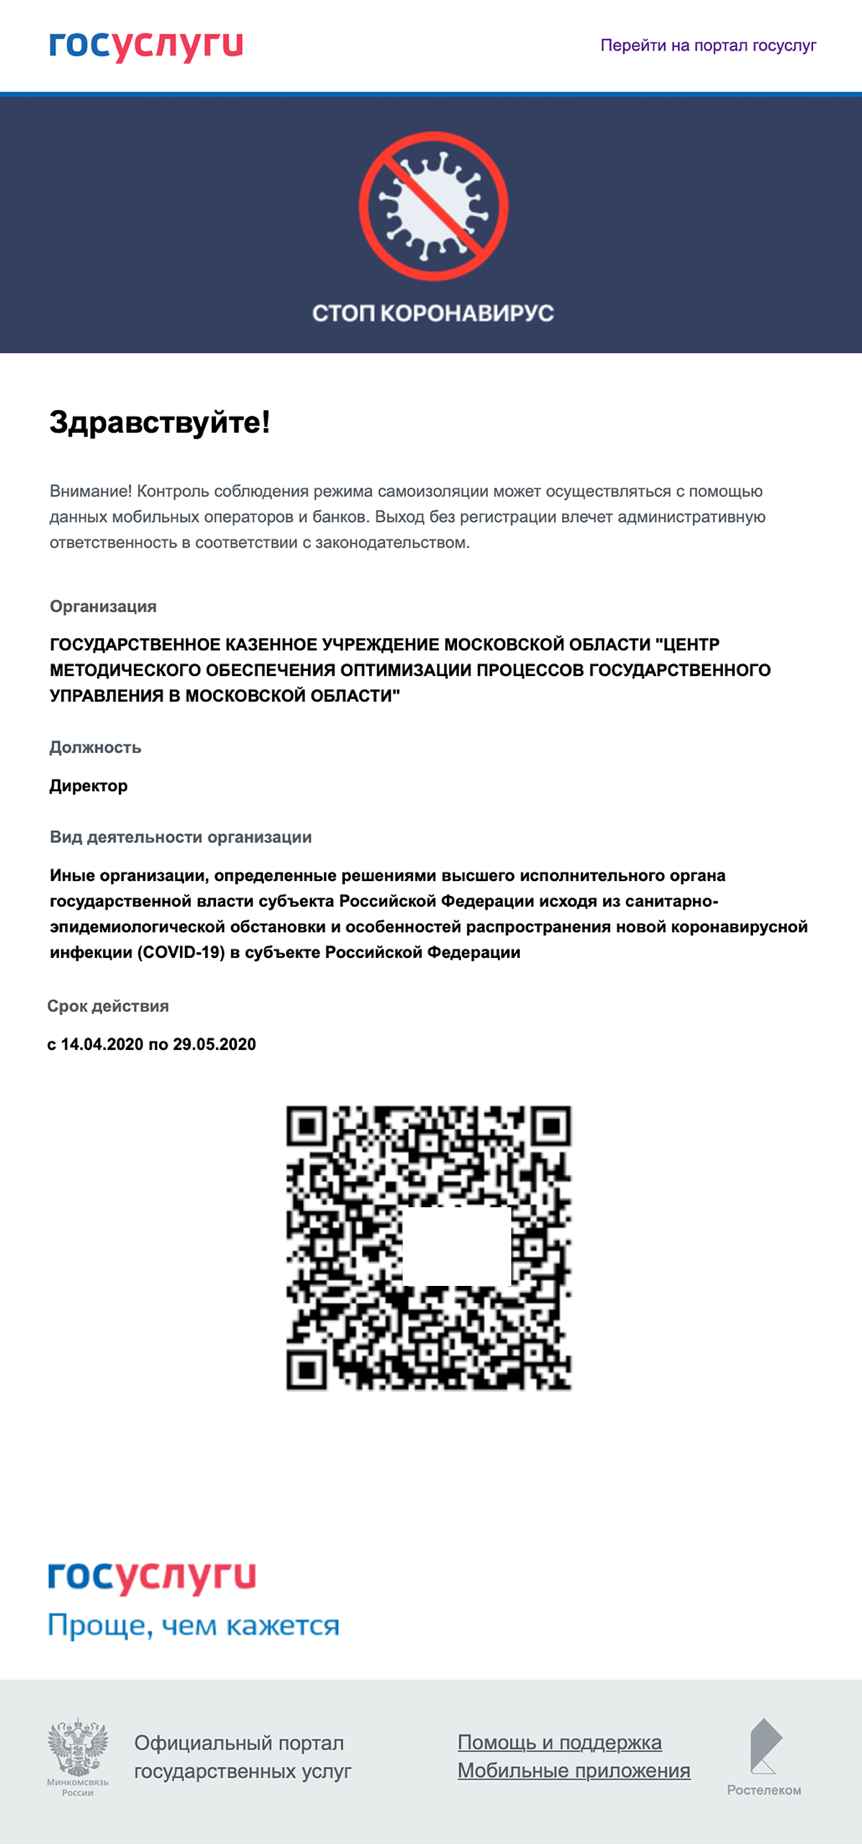 госуслуги
Перейти на портал госуслуг
СТОП КОРОНАВИРУС
Здравствуйте!
Внимание! Контроль соблюдения режима самоизоляции может осуществляться с помощью
данных мобильных операторов и банков. Выход без регистрации влечет административную
ответственность в соответствии с законодательством.
Организация
ГОСУДАРСТВЕННОЕ КАЗЕННОЕ УЧРЕЖДЕНИЕ МОСКОВСКОЙ ОБЛАСТИ "ЦЕНТР
МЕТОДИЧЕСКОГО ОБЕСПЕЧЕНИЯ ОПТИМИЗАЦИИ ПРОЦЕССОВ ГОСУДАРСТВЕННОГО
УПРАВЛЕНИЯ В МОСКОВСКОЙ ОБЛАСТИ"
Должность
Директор
Вид деятельности организации
Иные организации, определенные решениями высшего исполнительного органа
государственной власти субъекта Российской Федерации исходя из санитарно-
эпидемиологической обстановки и особенностей распространения новой коронавирусной
инфекции (COVID-19) в субъекте Российской Федерации
Срок действия
с 14.04.2020 по 29.05.2020
госуслуги
Проще, чем кажется
Минкомсвязь
России
Официальный портал
государственных услуг
Помощь и поддержка
Мобильные приложения
Ростелеком